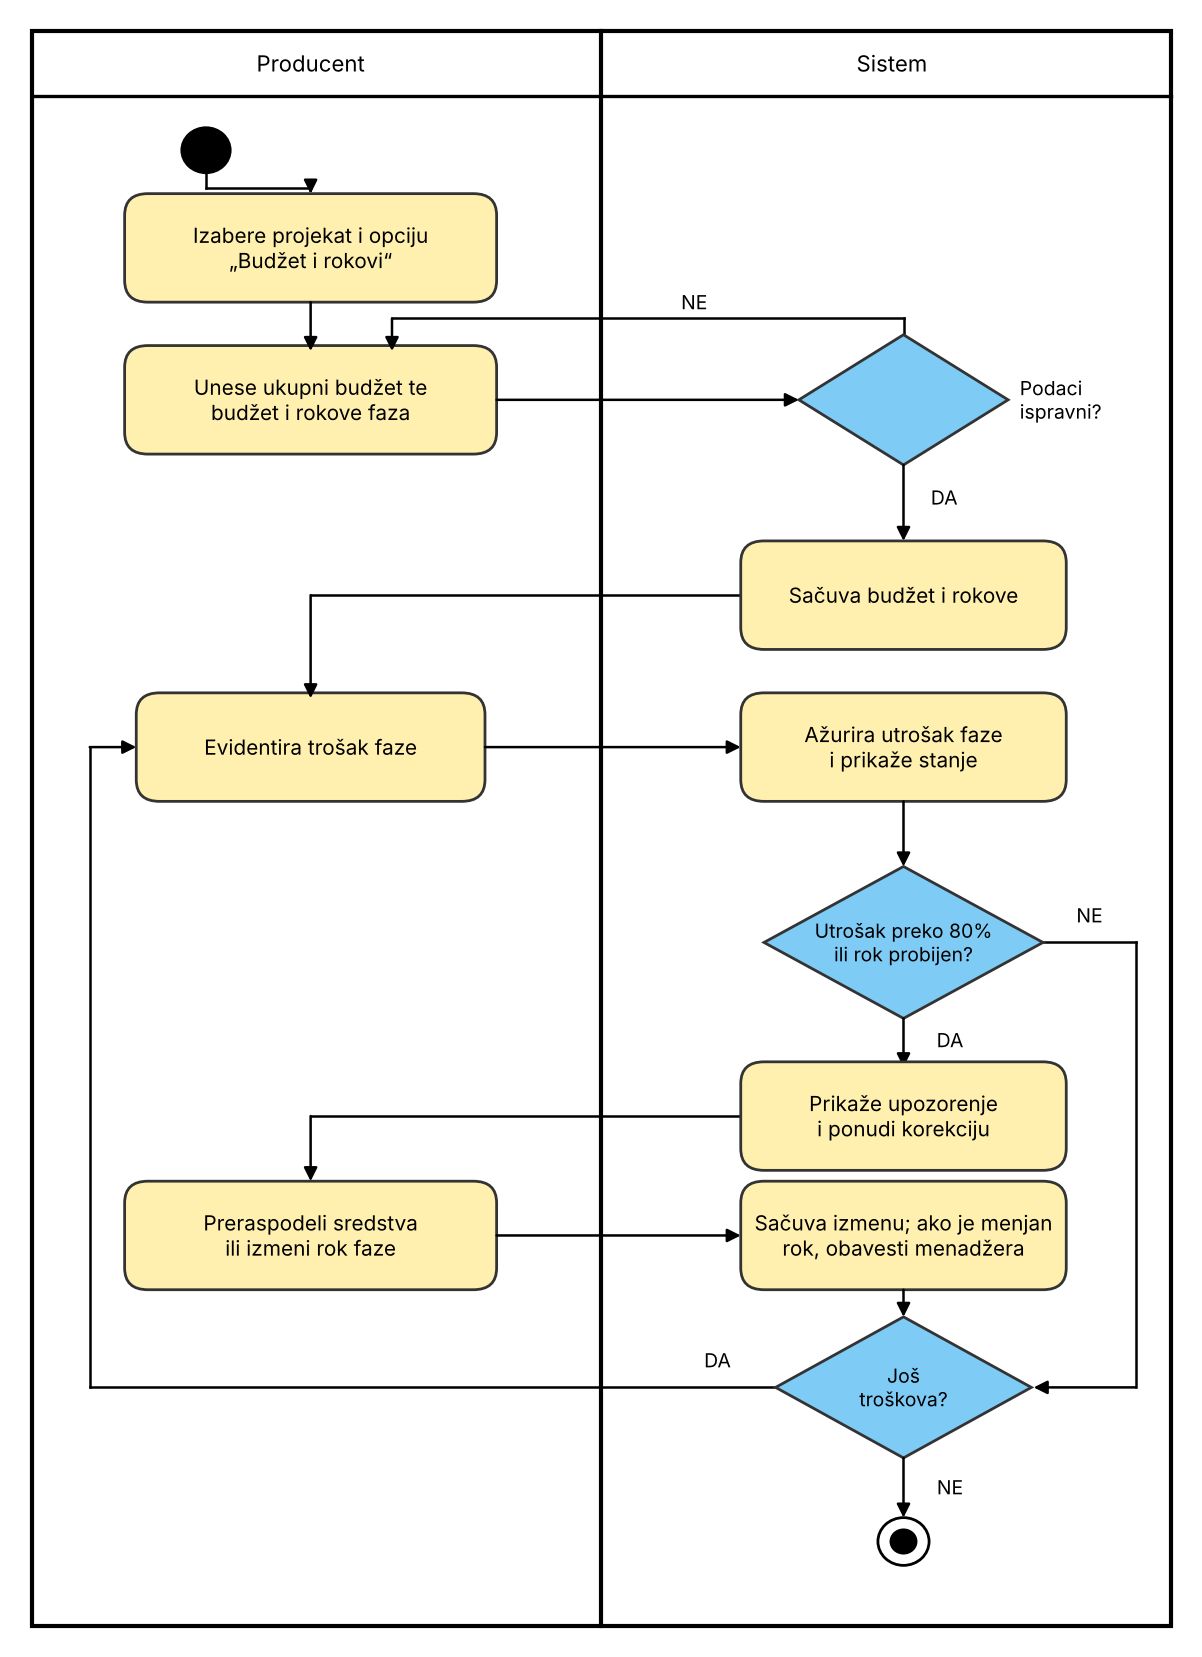 Producent
Sistem
Izabere projekat i opciju
„Budžet i rokovi“
NE
Unese ukupni budžet te
budžet i rokove faza
Podaci
ispravni?
DA
Sačuva budžet i rokove
Evidentira trošak faze
Ažurira utrošak faze
i prikaže stanje
Utrošak preko 80%
ili rok probijen?
NE
DA
Prikaže upozorenje
i ponudi korekciju
Preraspodeli sredstva
ili izmeni rok faze
Sačuva izmenu; ako je menjan
rok, obavesti menadžera
DA
Još
troškova?
NE